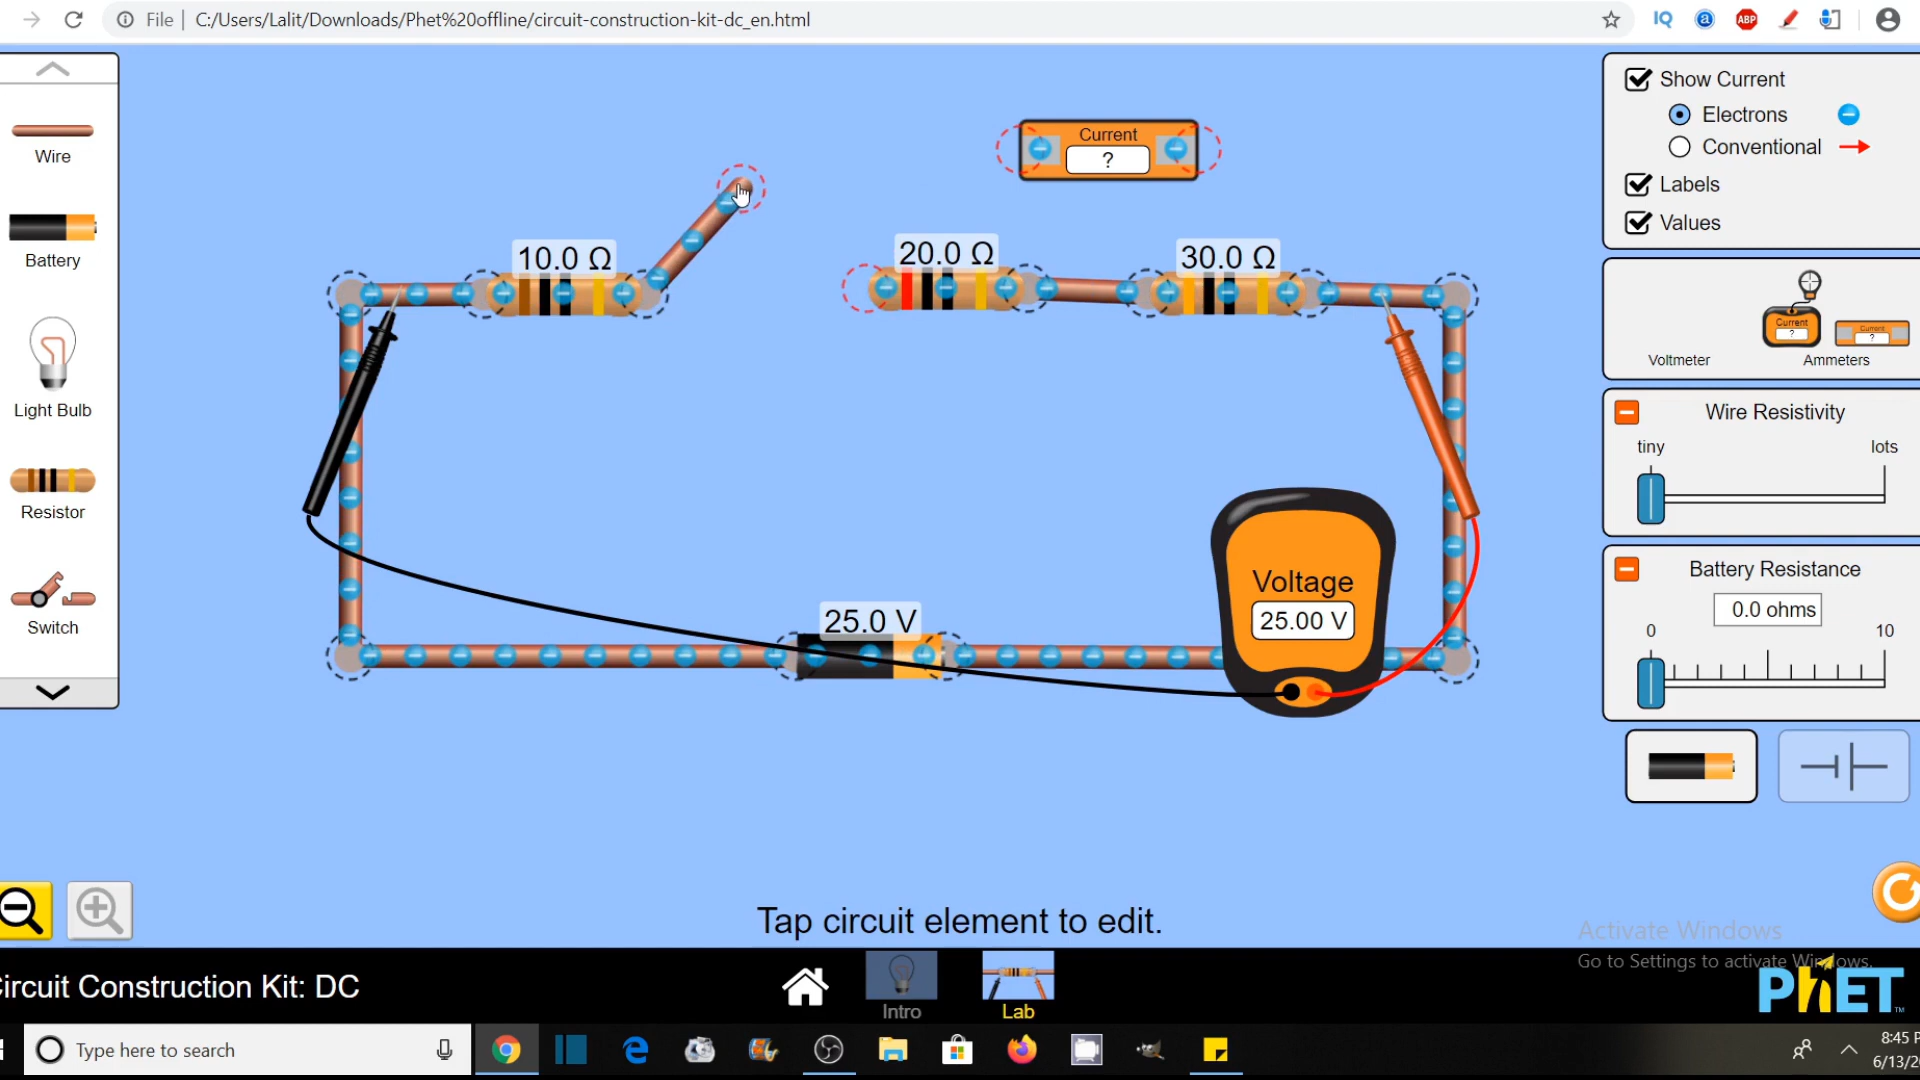 File | C:/Users/Lalit/Downloads/Phet%20offline/circuit-construction-kit-dc_en.html
IQ
a
ABP
Wire
Battery
Light Bulb
Resistor
Switch
Current
?
10.0 Ω
20.0 Ω
30.0 Ω
25.0 V
Voltage
25.00 V
Show Current
Electrons
Conventional
Labels
Values
Current
?
Current
?
Voltmeter
Ammeters
Wire Resistivity
tiny
lots
Battery Resistance
0.0 ohms
0
10
Tap circuit element to edit.
Activate Windows
Go to Settings to activate Windows.
ircuit Construction Kit: DC
Intro
Lab
PhET
Type here to search
8:45 P
6/13/2